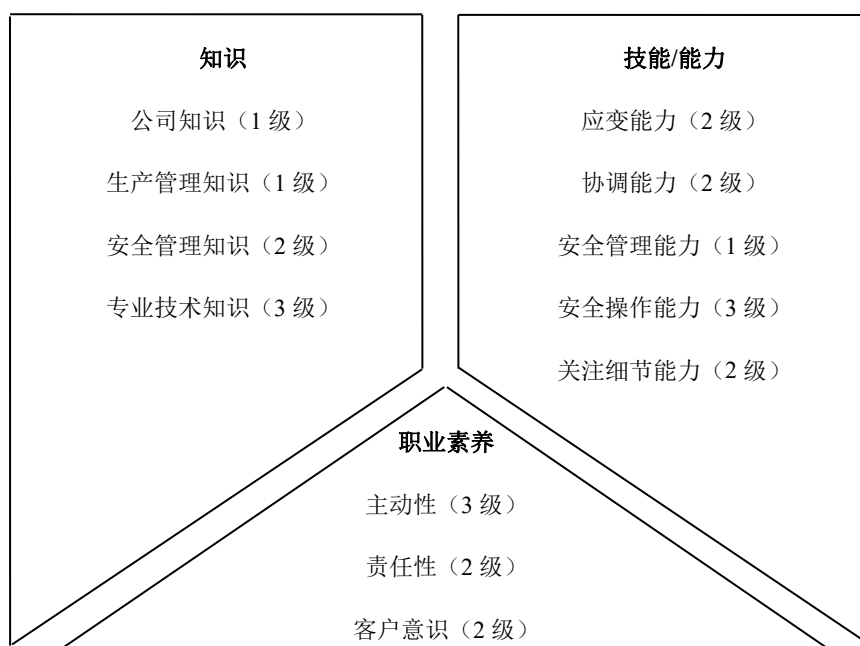 知识
公司知识（1 级）
生产管理知识（1 级）
安全管理知识（2 级）
专业技术知识（3 级）
技能/能力
应变能力（2 级）
协调能力（2 级）
安全管理能力（1 级）
安全操作能力（3 级）
关注细节能力（2 级）
职业素养
主动性（3 级）
责任性（2 级）
客户意识（2 级）